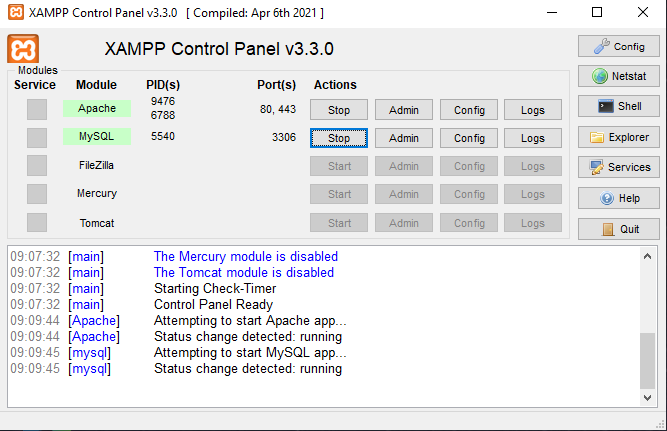 XAMPP Control Panel v3.3.0 [ Compiled: Apr 6th 2021 ]
XAMPP Control Panel v3.3.0
Config
Modules
Service Module PID(s) Port(s) Actions
Netstat
Apache 9476 6788 80, 443 Stop Admin Config Logs
Shell
MySQL 5540 3306 Stop Admin Config Logs
Explorer
FileZilla Start Admin Config Logs
Services
Mercury Start Admin Config Logs
Help
Tomcat Start Admin Config Logs
Quit
09:07:32 [main] The Mercury module is disabled
09:07:32 [main] The Tomcat module is disabled
09:07:32 [main] Starting Check-Timer
09:07:32 [main] Control Panel Ready
09:09:44 [Apache] Attempting to start Apache app...
09:09:44 [Apache] Status change detected: running
09:09:45 [mysql] Attempting to start MySQL app...
09:09:45 [mysql] Status change detected: running